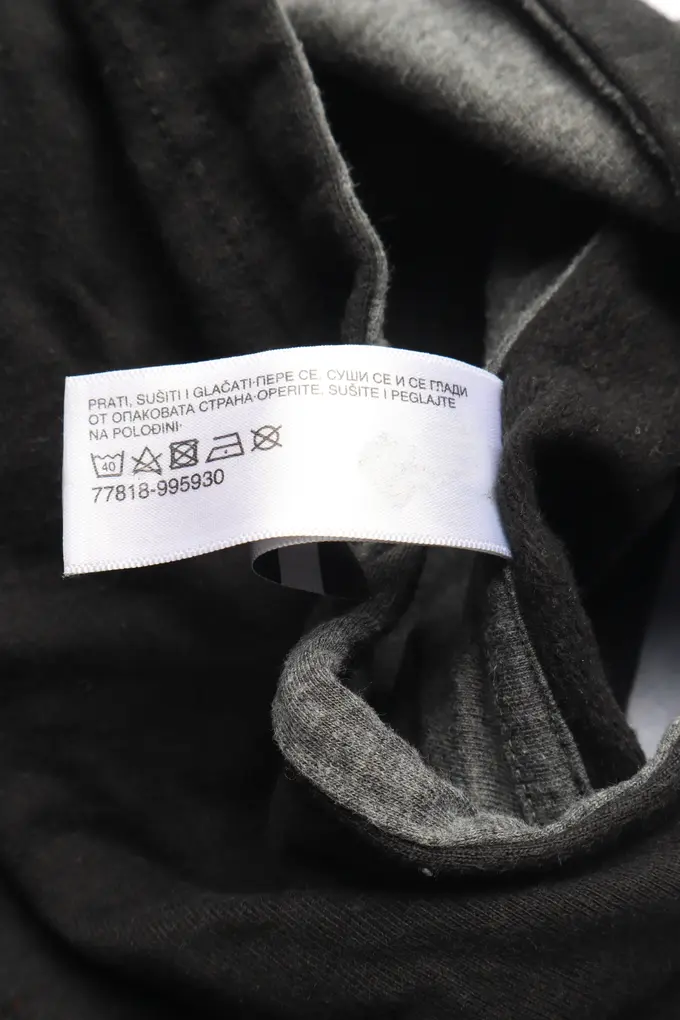 PRATI, SUŠITI I GLAČATI·ПЕРЕ СЕ, СУШИ СЕ И СЕ ГЛАДИ
ОТ ОПАКОВАТА СТРАНА·OPERITE, SUŠITE I PEGLAJTE
NA POLOĐINI·
40
77818-995930